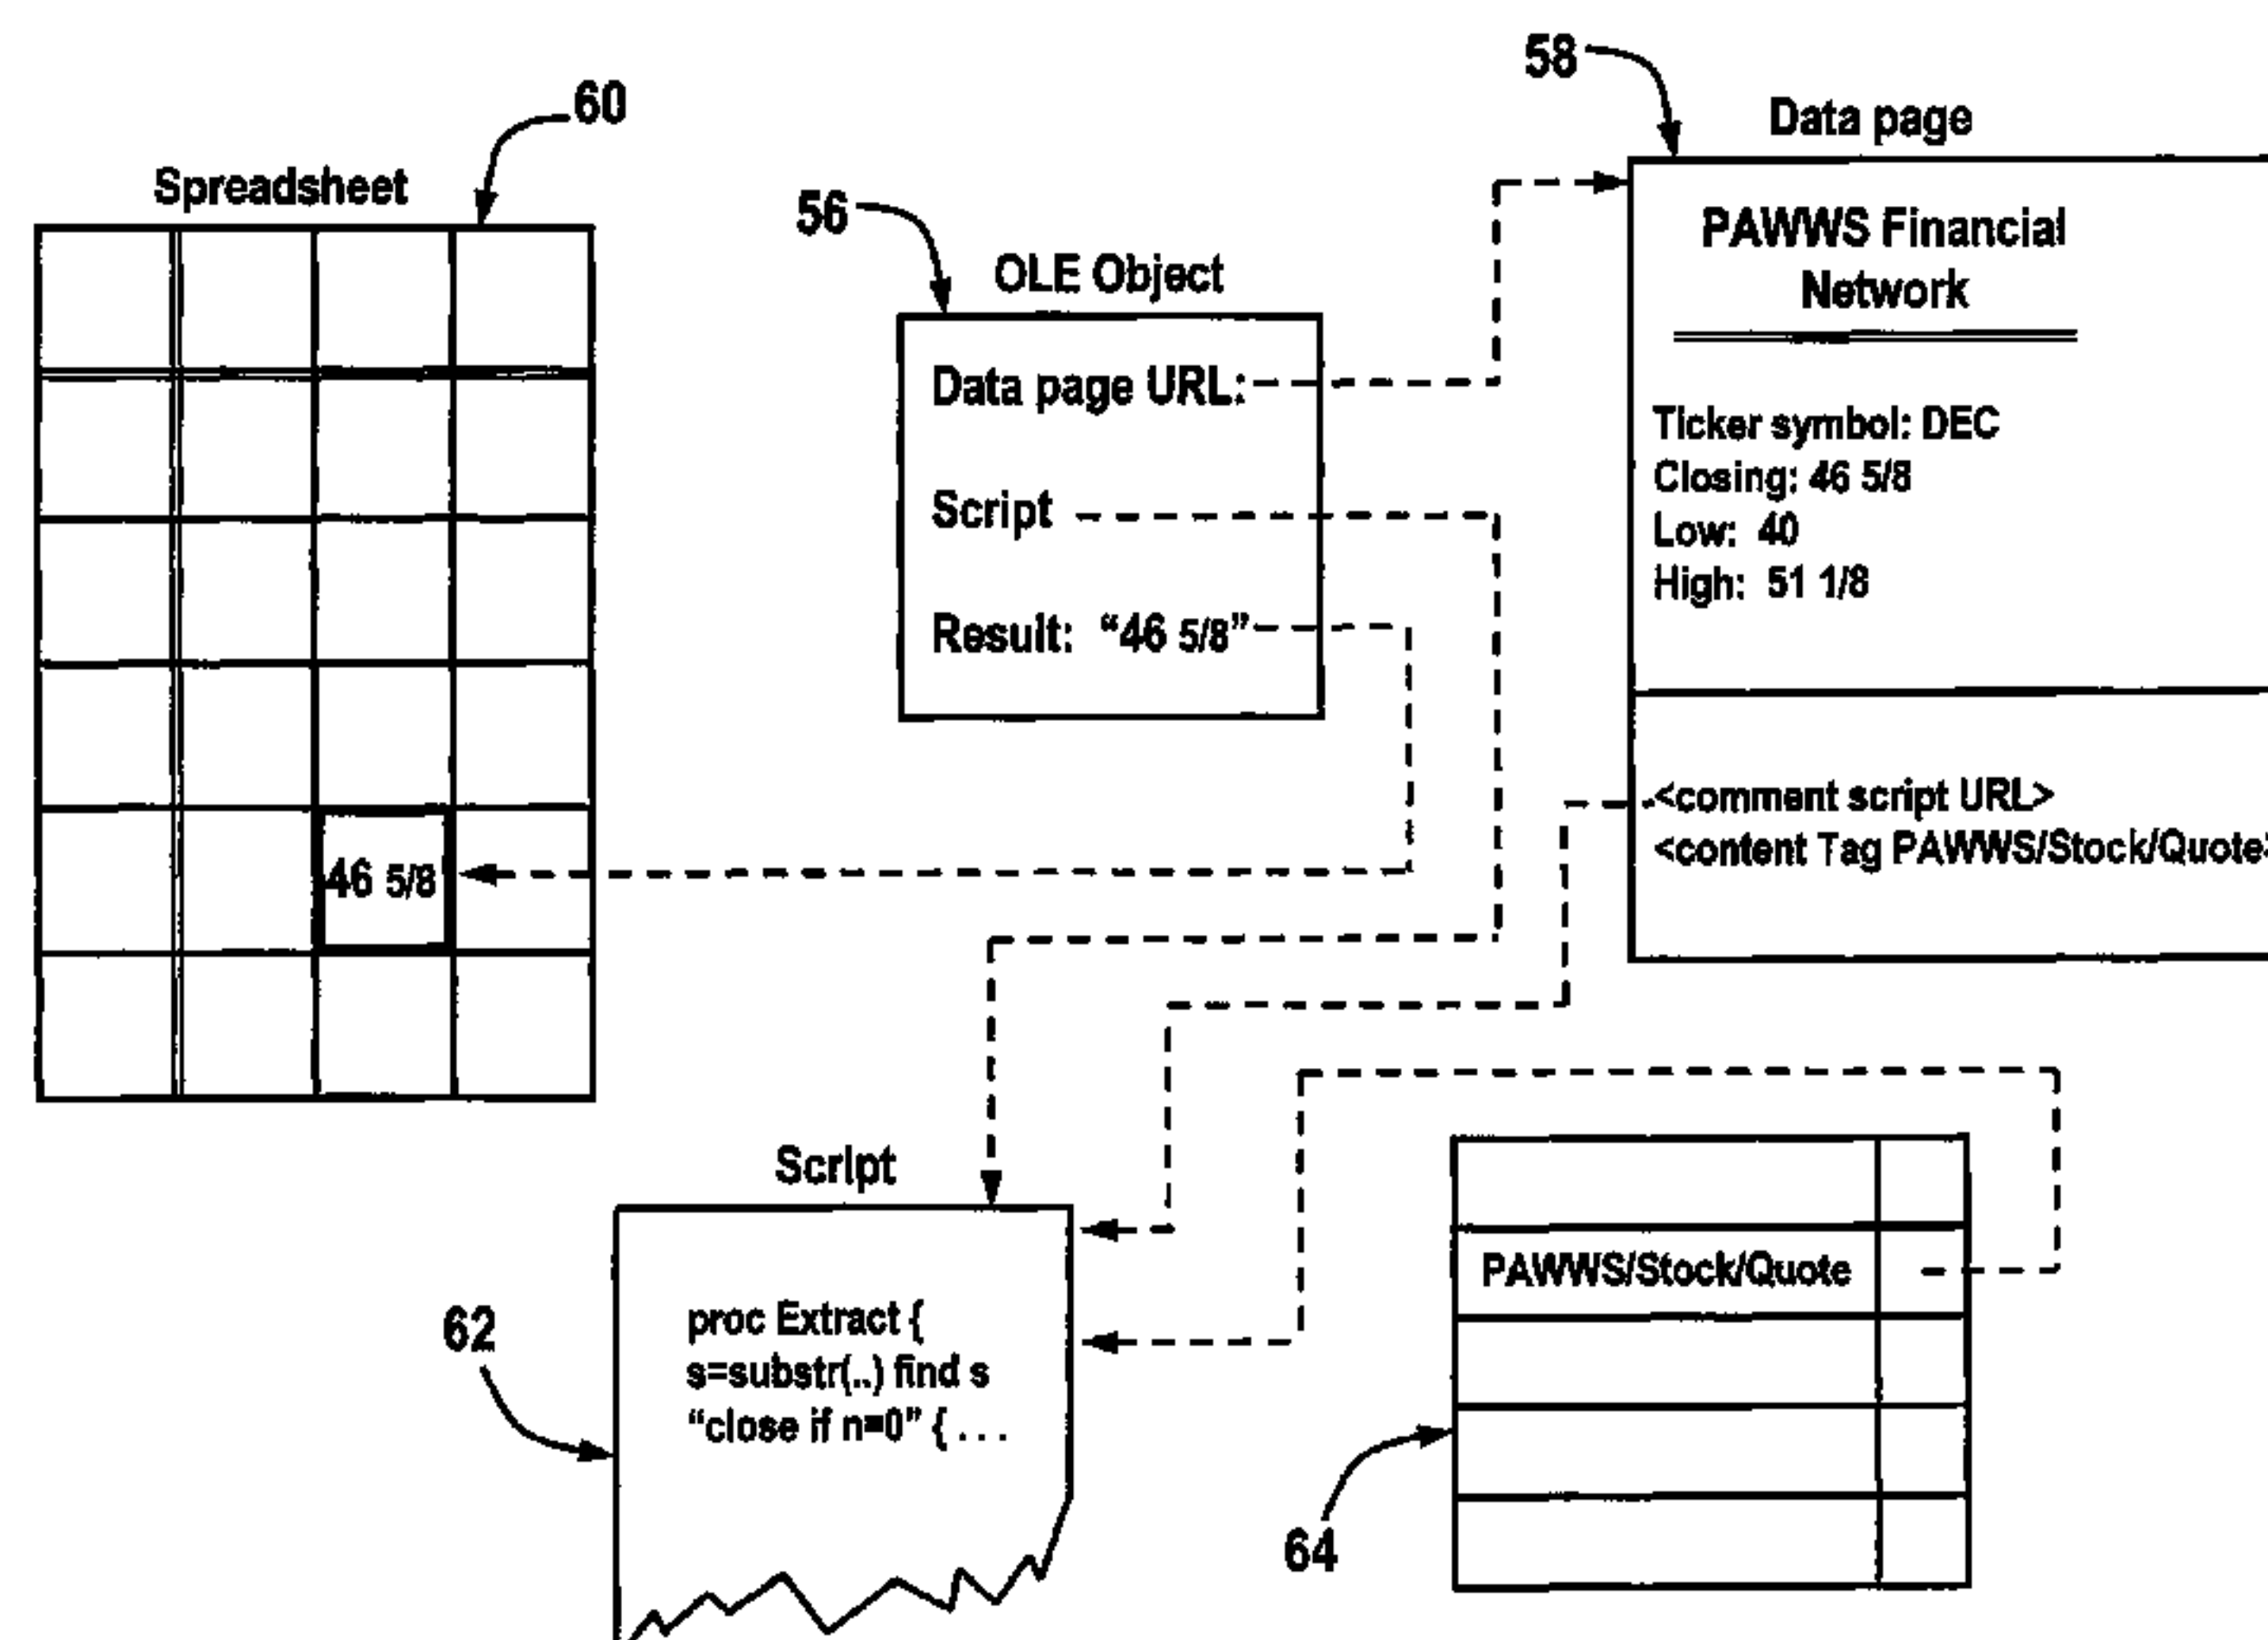 60
Spreadsheet
46 5/8
56
OLE Object
Data page URL:
Script
Result: “46 5/8”
58
Data page
PAWWS Financial
Network
Ticker symbol: DEC
Closing: 46 5/8
Low: 40
High: 51 1/8
<comment script URL>
<content Tag PAWWS/Stock/Quote>
Script
62
proc Extract {
s=substr(..) find s
“close if n=0” { . . .
PAWWS/Stock/Quote
64